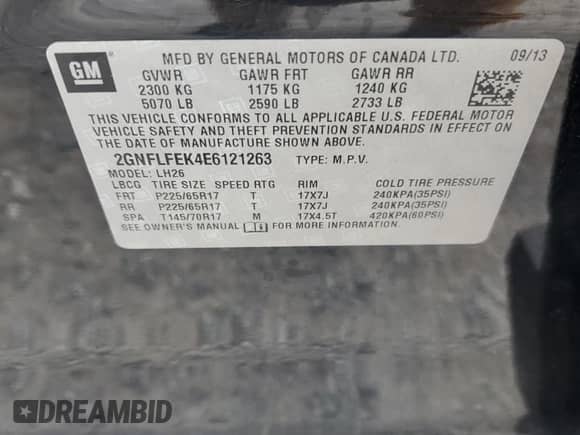 GM
MFD BY GENERAL MOTORS OF CANADA LTD. 09/13
GVWR GAWR FRT GAWR RR
2300 KG 1175 KG 1240 KG
5070 LB 2590 LB 2733 LB
THIS VEHICLE CONFORMS TO ALL APPLICABLE U.S. FEDERAL MOTOR
VEHICLE SAFETY AND THEFT PREVENTION STANDARDS IN EFFECT ON
THE DATE OF MANUFACTURE SHOWN ABOVE.
2GNFLFEK4E6121263 TYPE: M.P.V.
MODEL: LH26
LBCG TIRE SIZE SPEED RTG RIM COLD TIRE PRESSURE
FRT P225/65R17 T 17X7J 240KPA(35PSI)
RR P225/65R17 T 17X7J 240KPA(35PSI)
SPA T145/70R17 M 17X4.5T 420KPA(60PSI)
SEE OWNER'S MANUAL FOR MORE INFORMATION.
DREAMBID